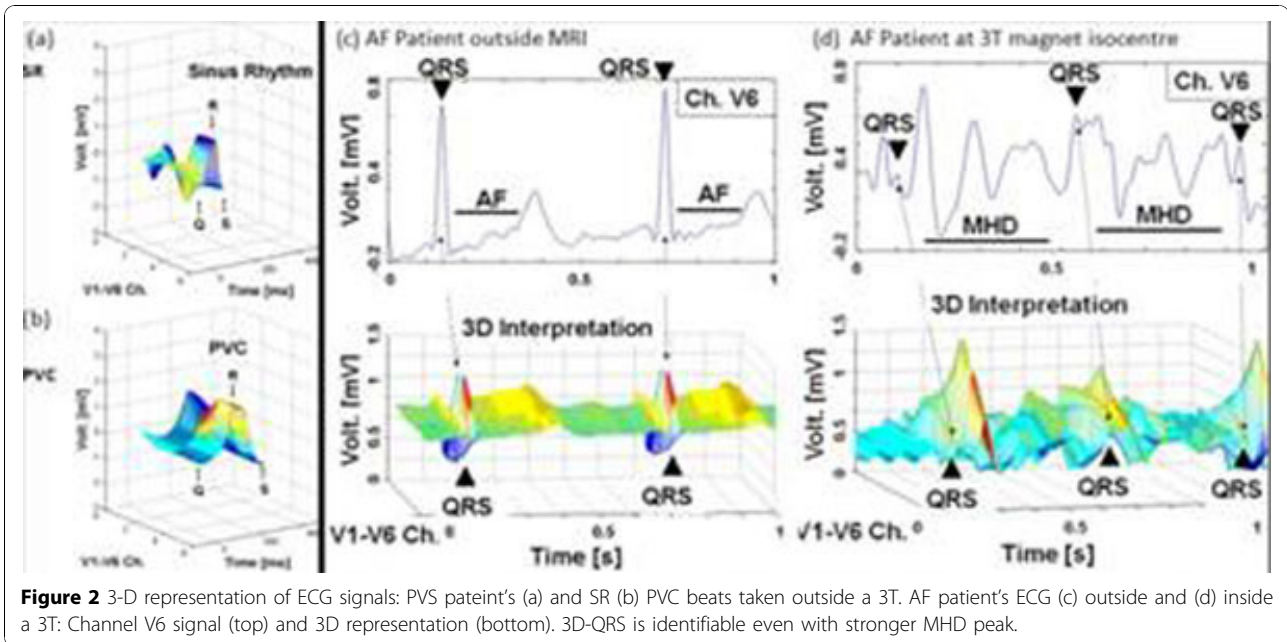 (a)
SR
Sinus Rhythm
R
Q S
Volt. [mV]
V1-V6 Ch.
Time [ms]
(b)
PVC
PVC
R
Q S
Volt. [mV]
V1-V6 Ch.
Time [ms]
(c) AF Patient outside MRI
QRS QRS
Ch. V6
0.8
0.4
-0.2
Volt. [mV]
AF AF
0 0.5 1
3D Interpretation
1.5
1
0.5
0
Volt. [mV]
QRS QRS
V1-V6 Ch.
0 0.5 1
Time [s]
(d) AF Patient at 3T magnet isocentre
QRS QRS QRS
Ch. V6
0.4
-0.2
Volt. [mV]
MHD MHD
0 0.5 1
3D Interpretation
1.5
1
0.5
0
Volt. [mV]
QRS QRS QRS
V1-V6 Ch.
0 0.5 1
Time [s]
Figure 2 3-D representation of ECG signals: PVS pateint's (a) and SR (b) PVC beats taken outside a 3T. AF patient's ECG (c) outside and (d) inside
a 3T: Channel V6 signal (top) and 3D representation (bottom). 3D-QRS is identifiable even with stronger MHD peak.